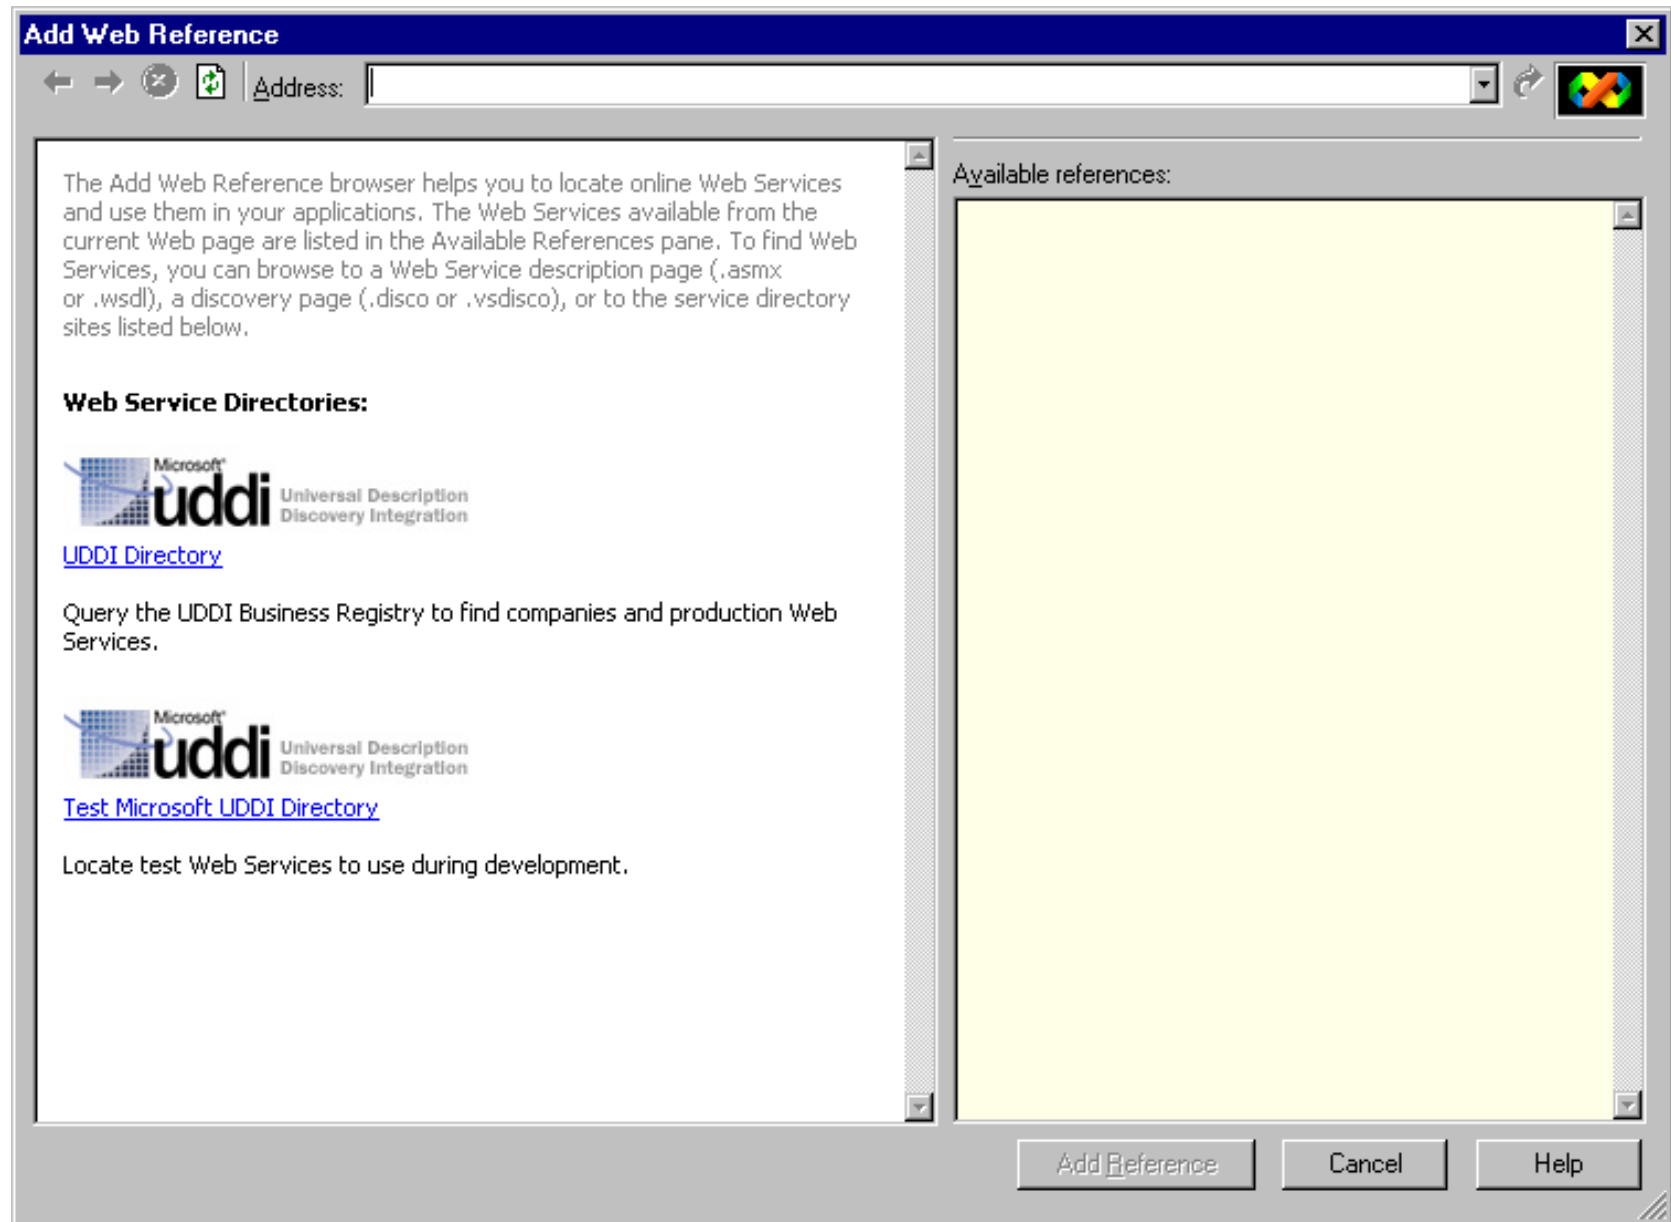 Add Web Reference
Address:
The Add Web Reference browser helps you to locate online Web Services
and use them in your applications. The Web Services available from the
current Web page are listed in the Available References pane. To find Web
Services, you can browse to a Web Service description page (.asmx
or .wsdl), a discovery page (.disco or .vsdisco), or to the service directory
sites listed below.
Web Service Directories:
Microsoft
uddi
Universal Description
Discovery Integration
UDDI Directory
Query the UDDI Business Registry to find companies and production Web
Services.
Microsoft
uddi
Universal Description
Discovery Integration
Test Microsoft UDDI Directory
Locate test Web Services to use during development.
Available references:
Add Reference
Cancel
Help